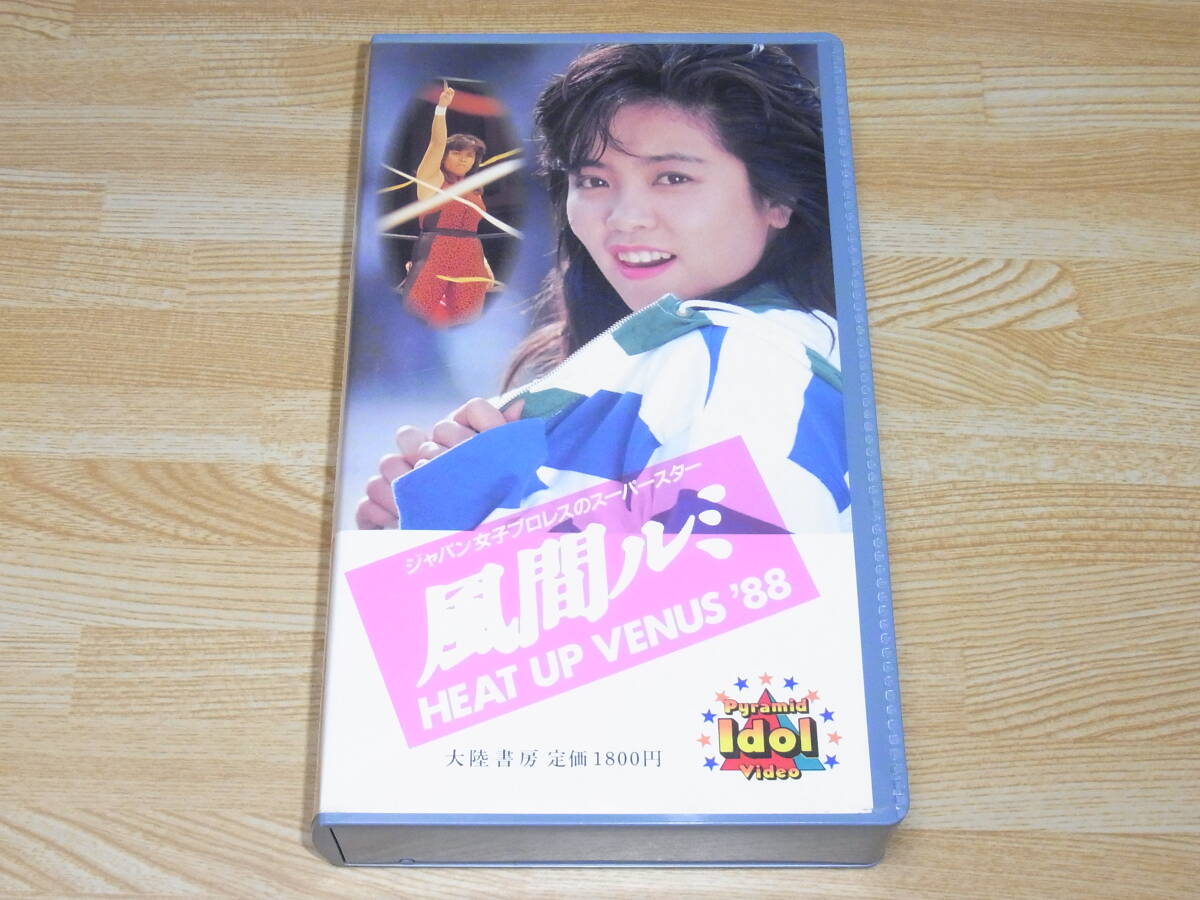 ジャパン女子プロレスのスーパースター
風間ルミ
HEAT UP VENUS '88
大陸書房 定価1800円
Pyramid
Idol
Video